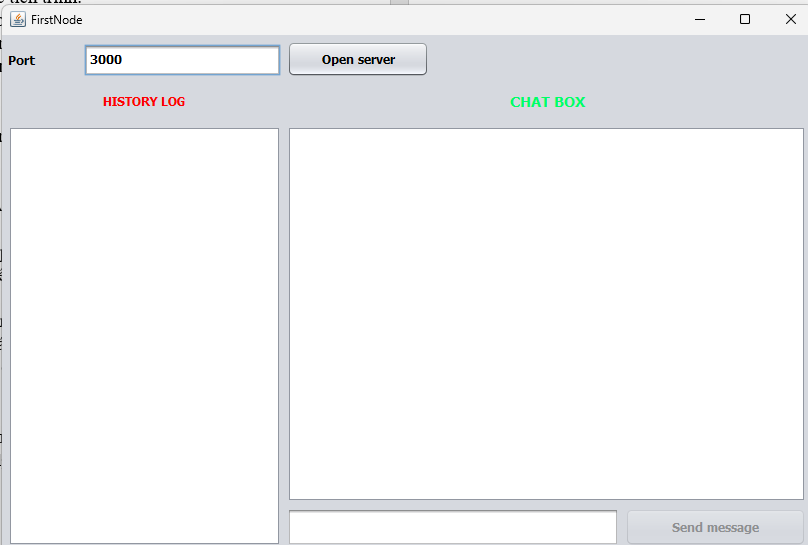 FirstNode
Port
3000
Open server
HISTORY LOG
CHAT BOX
Send message